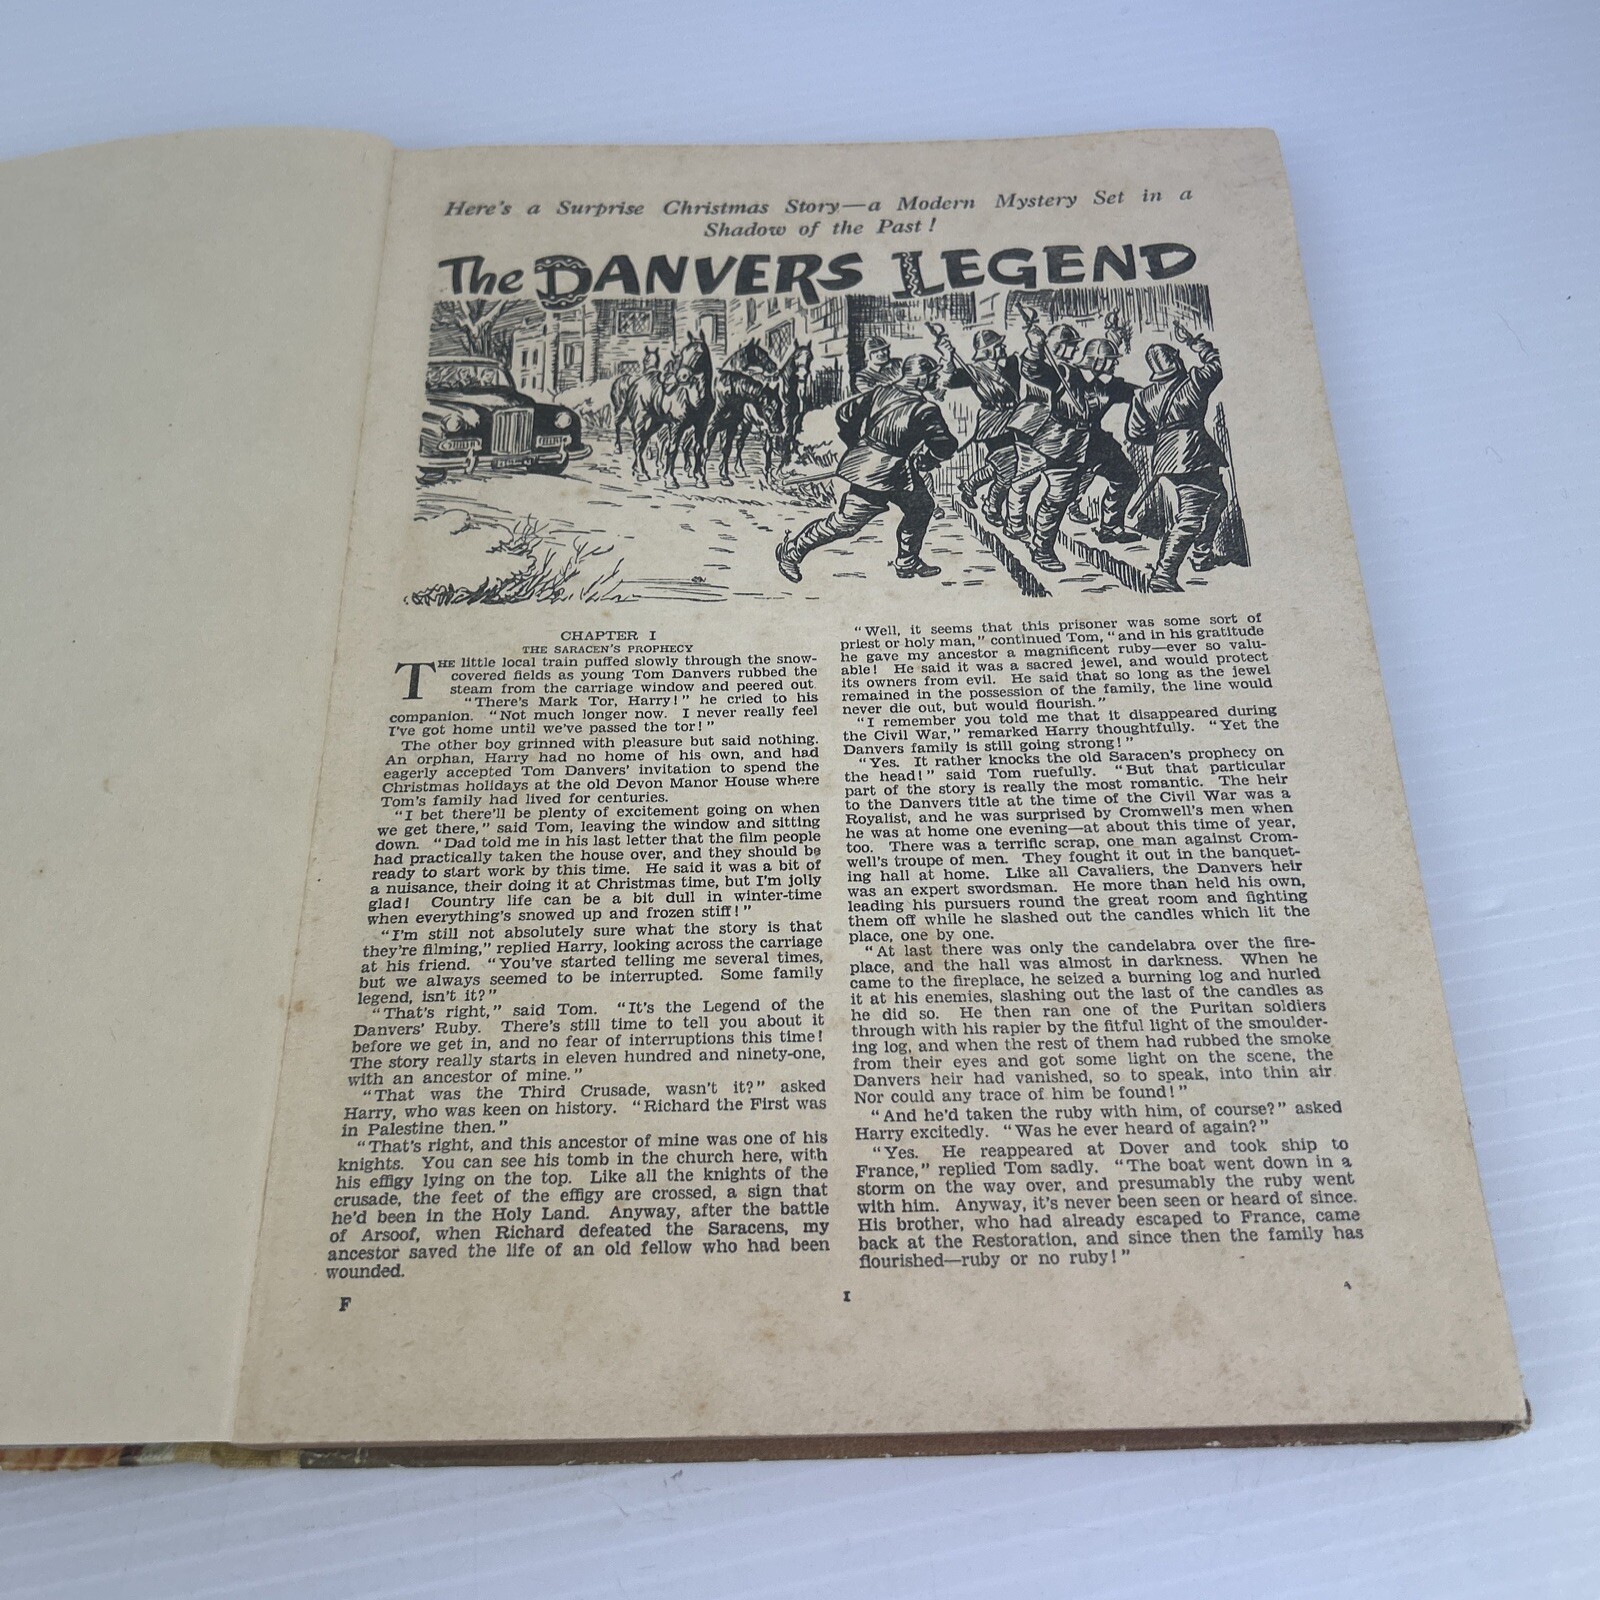 Here's a Surprise Christmas Story—a Modern Mystery Set in a
Shadow of the Past!
The DANVERS LEGEND
CHAPTER I
THE SARACEN'S PROPHECY
THE little local train puffed slowly through the snow-
covered fields as young Tom Danvers rubbed the
steam from the carriage window and peered out.
"There's Mark Tor, Harry!" he cried to his
companion. "Not much longer now. I never really feel
I've got home until we've passed the tor!"
The other boy grinned with pleasure but said nothing.
An orphan, Harry had no home of his own, and had
eagerly accepted Tom Danvers' invitation to spend the
Christmas holidays at the old Devon Manor House where
Tom's family had lived for centuries.
"I bet there'll be plenty of excitement going on when
we get there," said Tom, leaving the window and sitting
down. "Dad told me in his last letter that the film people
had practically taken the house over, and they should be
ready to start work by this time. He said it was a bit of
a nuisance, their doing it at Christmas time, but I'm jolly
glad! Country life can be a bit dull in winter-time
when everything's snowed up and frozen stiff!"
"I'm still not absolutely sure what the story is that
they're filming," replied Harry, looking across the carriage
at his friend. "You've started telling me several times,
but we always seemed to be interrupted. Some family
legend, isn't it?"
"That's right," said Tom. "It's the Legend of the
Danvers' Ruby. There's still time to tell you about it
before we get in, and no fear of interruptions this time!
The story really starts in eleven hundred and ninety-one,
with an ancestor of mine."
"That was the Third Crusade, wasn't it?" asked
Harry, who was keen on history. "Richard the First was
in Palestine then."
"That's right, and this ancestor of mine was one of his
knights. You can see his tomb in the church here, with
his effigy lying on the top. Like all the knights of the
crusade, the feet of the effigy are crossed, a sign that
he'd been in the Holy Land. Anyway, after the battle
of Arsoof, when Richard defeated the Saracens, my
ancestor saved the life of an old fellow who had been
wounded.
"Well, it seems that this prisoner was some sort of
priest or holy man," continued Tom, "and in his gratitude
he gave my ancestor a magnificent ruby—ever so valu-
able! He said it was a sacred jewel, and would protect
its owners from evil. He said that so long as the jewel
remained in the possession of the family, the line would
never die out, but would flourish."
"I remember you told me that it disappeared during
the Civil War," remarked Harry thoughtfully. "Yet the
Danvers family is still going strong!"
"Yes. It rather knocks the old Saracen's prophecy on
the head!" said Tom ruefully. "But that particular
part of the story is really the most romantic. The heir
to the Danvers title at the time of the Civil War was a
Royalist, and he was surprised by Cromwell's men when
he was at home one evening—at about this time of year,
too. There was a terrific scrap, one man against Crom-
well's troupe of men. They fought it out in the banquet-
ing hall at home. Like all Cavaliers, the Danvers heir
was an expert swordsman. He more than held his own,
leading his pursuers round the great room and fighting
them off while he slashed out the candles which lit the
place, one by one.
"At last there was only the candelabra over the fire-
place, and the hall was almost in darkness. When he
came to the fireplace, he seized a burning log and hurled
it at his enemies, slashing out the last of the candles as
he did so. He then ran one of the Puritan soldiers
through with his rapier by the fitful light of the smoulder-
ing log, and when the rest of them had rubbed the smoke
from their eyes and got some light on the scene, the
Danvers heir had vanished, so to speak, into thin air.
Nor could any trace of him be found!"
"And he'd taken the ruby with him, of course?" asked
Harry excitedly. "Was he ever heard of again?"
"Yes. He reappeared at Dover and took ship to
France," replied Tom sadly. "The boat went down in a
storm on the way over, and presumably the ruby went
with him. Anyway, it's never been seen or heard of since.
His brother, who had already escaped to France, came
back at the Restoration, and since then the family has
flourished—ruby or no ruby!"
F
I